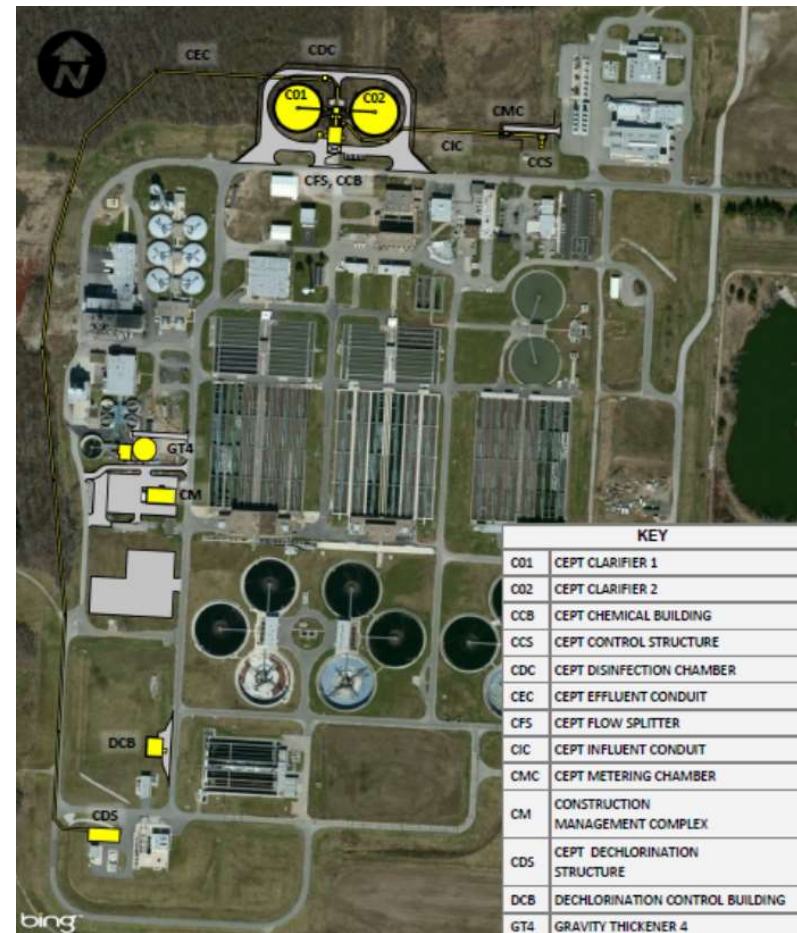 N
CEC
CDC
C01
C02
CMC
CIC
CCS
CFS, CCB
GT4
CM
DCB
CDS
KEY
C01 CEPT CLARIFIER 1
C02 CEPT CLARIFIER 2
CCB CEPT CHEMICAL BUILDING
CCS CEPT CONTROL STRUCTURE
CDC CEPT DISINFECTION CHAMBER
CEC CEPT EFFLUENT CONDUIT
CFS CEPT FLOW SPLITTER
CIC CEPT INFLUENT CONDUIT
CMC CEPT METERING CHAMBER
CM CONSTRUCTION
MANAGEMENT COMPLEX
CDS CEPT DECHLORINATION
STRUCTURE
DCB DECHLORINATION CONTROL BUILDING
GT4 GRAVITY THICKENER 4
bing